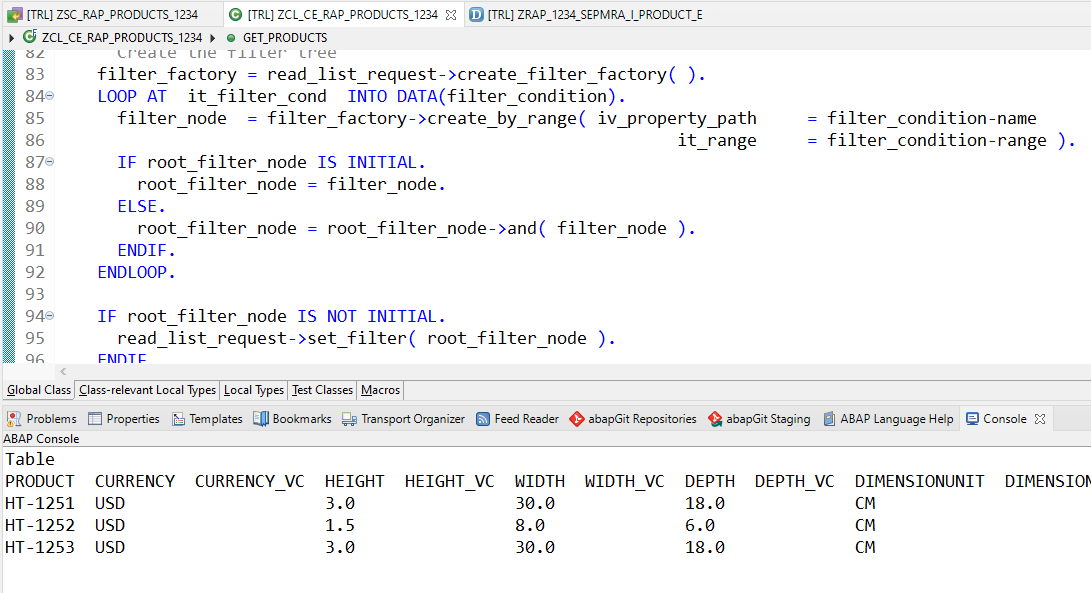 [TRL] ZSC_RAP_PRODUCTS_1234 [TRL] ZCL_CE_RAP_PRODUCTS_1234 [TRL] ZRAP_1234_SEPMRA_I_PRODUCT_E
ZCL_CE_RAP_PRODUCTS_1234 GET_PRODUCTS
82 Create the filter tree
83 filter_factory = read_list_request->create_filter_factory( ).
84 LOOP AT it_filter_cond INTO DATA(filter_condition).
85 filter_node = filter_factory->create_by_range( iv_property_path = filter_condition-name
86 it_range = filter_condition-range ).
87 IF root_filter_node IS INITIAL.
88 root_filter_node = filter_node.
89 ELSE.
90 root_filter_node = root_filter_node->and( filter_node ).
91 ENDIF.
92 ENDLOOP.
93
94 IF root_filter_node IS NOT INITIAL.
95 read_list_request->set_filter( root_filter_node ).
96 ENDIF
Global Class Class-relevant Local Types Local Types Test Classes Macros
Problems Properties Templates Bookmarks Transport Organizer Feed Reader abapGit Repositories abapGit Staging ABAP Language Help Console
ABAP Console
Table
PRODUCT CURRENCY CURRENCY_VC HEIGHT HEIGHT_VC WIDTH WIDTH_VC DEPTH DEPTH_VC DIMENSIONUNIT DIMENSION
HT-1251 USD 3.0 30.0 18.0 CM
HT-1252 USD 1.5 8.0 6.0 CM
HT-1253 USD 3.0 30.0 18.0 CM